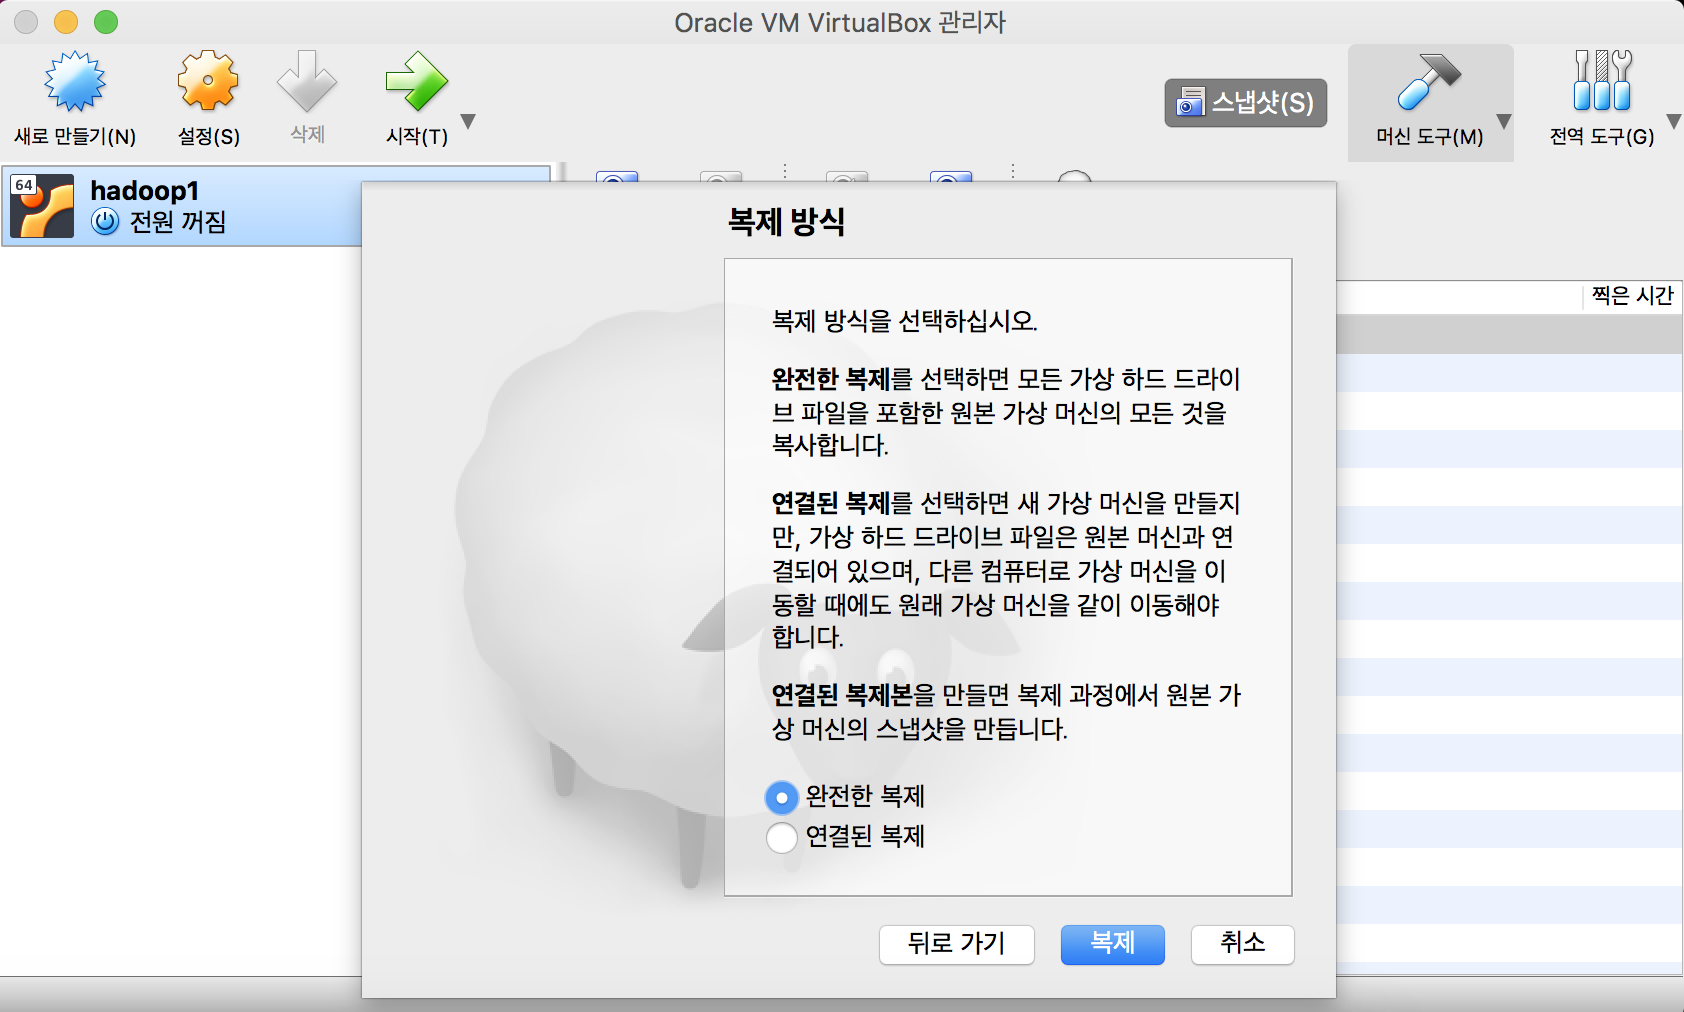 Oracle VM VirtualBox 관리자
새로 만들기(N)
설정(S)
삭제
시작(T)
스냅샷(S)
머신 도구(M)
전역 도구(G)
64
hadoop1
전원 꺼짐
찍은 시간
복제 방식
복제 방식을 선택하십시오.
완전한 복제를 선택하면 모든 가상 하드 드라이
브 파일을 포함한 원본 가상 머신의 모든 것을
복사합니다.
연결된 복제를 선택하면 새 가상 머신을 만들지
만, 가상 하드 드라이브 파일은 원본 머신과 연
결되어 있으며, 다른 컴퓨터로 가상 머신을 이
동할 때에도 원래 가상 머신을 같이 이동해야
합니다.
연결된 복제본을 만들면 복제 과정에서 원본 가
상 머신의 스냅샷을 만듭니다.
완전한 복제
연결된 복제
뒤로 가기
복제
취소